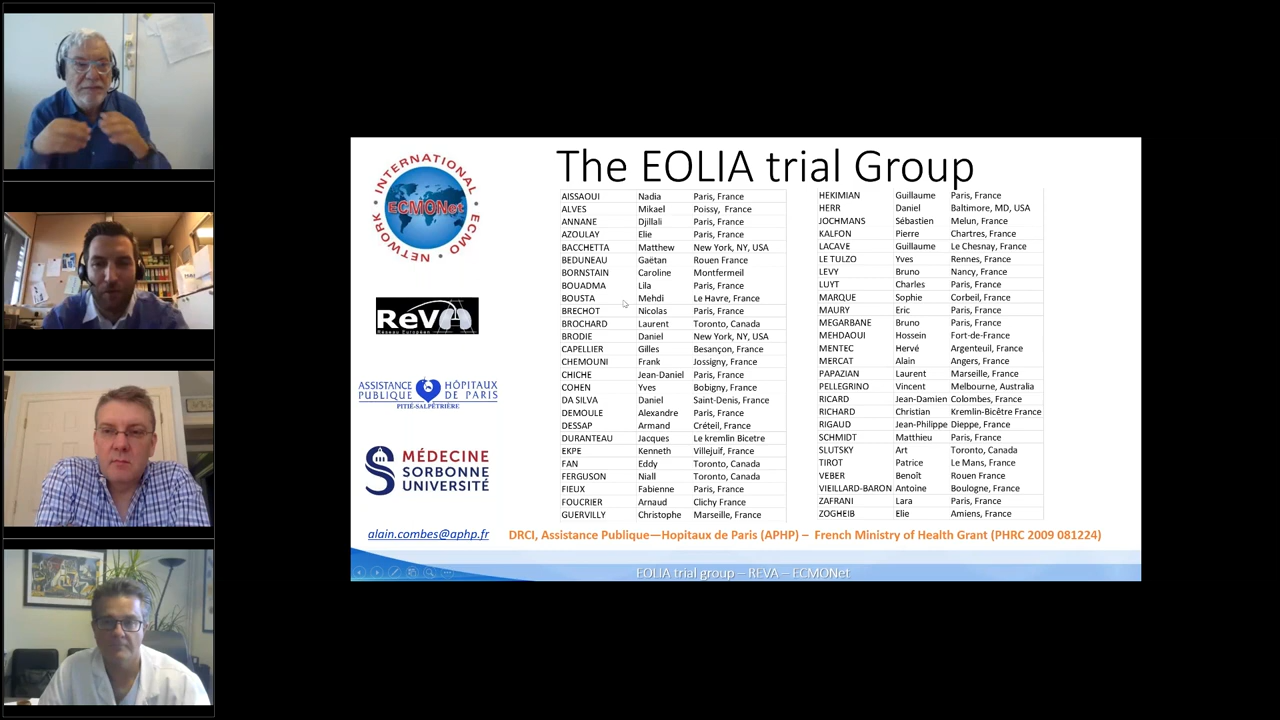 The EOLIA trial Group
INTERNATIONAL
ECMONet
ECMO NETWORK
RéVA
Réseau Européen
ASSISTANCE PUBLIQUE HÔPITAUX DE PARIS
PITIÉ-SALPÊTRIÈRE
MÉDECINE
SORBONNE
UNIVERSITÉ
AISSAOUI Nadia Paris, France
ALVES Mikael Poissy, France
ANNANE Djillali Paris, France
AZOULAY Elie Paris, France
BACCHETTA Matthew New York, NY, USA
BEDUNEAU Gaëtan Rouen France
BORNSTAIN Caroline Montfermeil
BOUADMA Lila Paris, France
BOUSTA Mehdi Le Havre, France
BRECHOT Nicolas Paris, France
BROCHARD Laurent Toronto, Canada
BRODIE Daniel New York, NY, USA
CAPELLIER Gilles Besançon, France
CHEMOUNI Frank Jossigny, France
CHICHE Jean-Daniel Paris, France
COHEN Yves Bobigny, France
DA SILVA Daniel Saint-Denis, France
DEMOULE Alexandre Paris, France
DESSAP Armand Créteil, France
DURANTEAU Jacques Le kremlin Bicetre
EKPE Kenneth Villejuif, France
FAN Eddy Toronto, Canada
FERGUSON Niall Toronto, Canada
FIEUX Fabienne Paris, France
FOUCRIER Arnaud Clichy France
GUERVILLY Christophe Marseille, France
HEKIMIAN Guillaume Paris, France
HERR Daniel Baltimore, MD, USA
JOCHMANS Sébastien Melun, France
KALFON Pierre Chartres, France
LACAVE Guillaume Le Chesnay, France
LE TULZO Yves Rennes, France
LEVY Bruno Nancy, France
LUYT Charles Paris, France
MARQUE Sophie Corbeil, France
MAURY Eric Paris, France
MEGARBANE Bruno Paris, France
MEHDAOUI Hossein Fort-de-France
MENTEC Hervé Argenteuil, France
MERCAT Alain Angers, France
PAPAZIAN Laurent Marseille, France
PELLEGRINO Vincent Melbourne, Australia
RICARD Jean-Damien Colombes, France
RICHARD Christian Kremlin-Bicêtre France
RIGAUD Jean-Philippe Dieppe, France
SCHMIDT Matthieu Paris, France
SLUTSKY Art Toronto, Canada
TIROT Patrice Le Mans, France
VEBER Benoît Rouen France
VIEILLARD-BARON Antoine Boulogne, France
ZAFRANI Lara Paris, France
ZOGHEIB Elie Amiens, France
alain.combes@aphp.fr
DRCI, Assistance Publique—Hopitaux de Paris (APHP) – French Ministry of Health Grant (PHRC 2009 081224)
EOLIA trial group – REVA – ECMONet